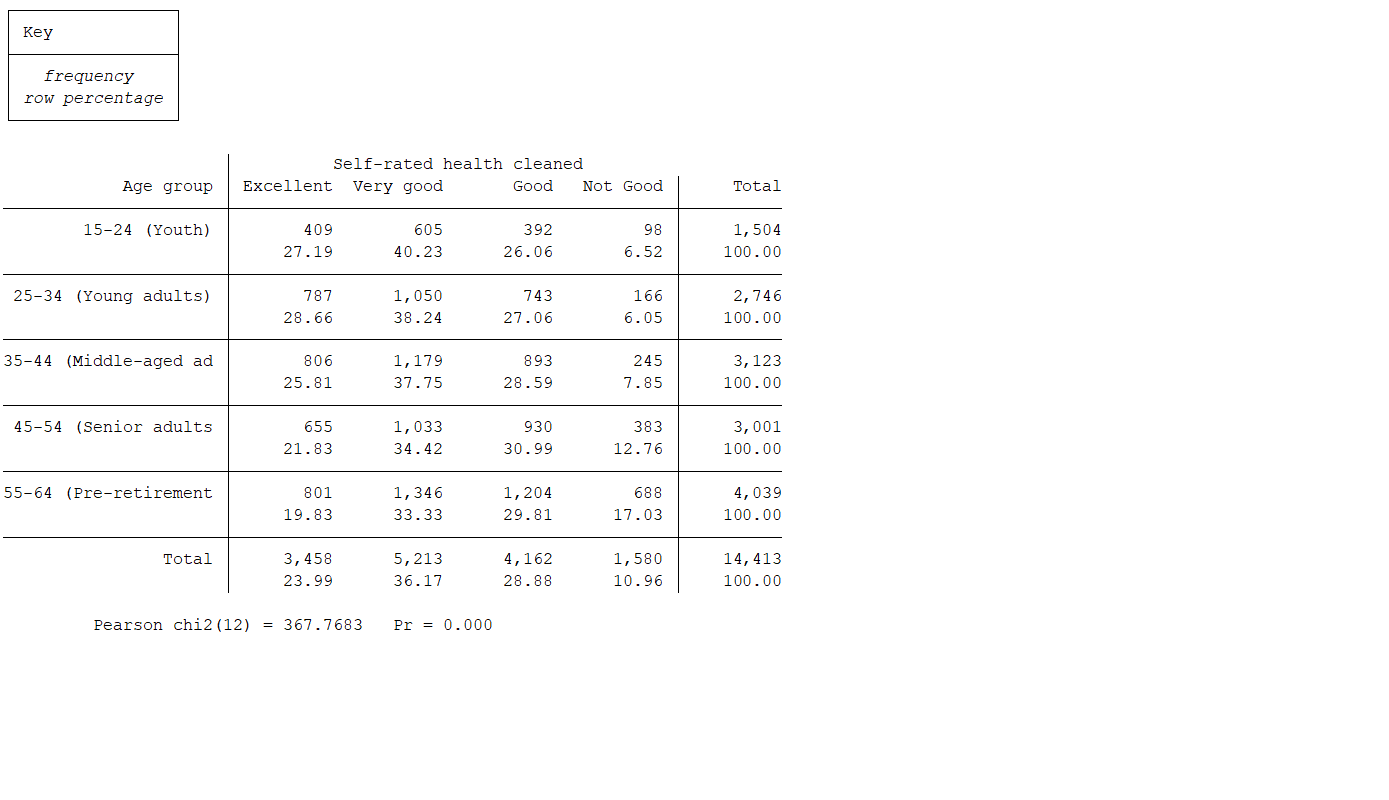 Key
frequency
row percentage
Self-rated health cleaned
Age group Excellent Very good Good Not Good Total
15-24 (Youth) 409 605 392 98 1,504
27.19 40.23 26.06 6.52 100.00
25-34 (Young adults) 787 1,050 743 166 2,746
28.66 38.24 27.06 6.05 100.00
35-44 (Middle-aged ad 806 1,179 893 245 3,123
25.81 37.75 28.59 7.85 100.00
45-54 (Senior adults 655 1,033 930 383 3,001
21.83 34.42 30.99 12.76 100.00
55-64 (Pre-retirement 801 1,346 1,204 688 4,039
19.83 33.33 29.81 17.03 100.00
Total 3,458 5,213 4,162 1,580 14,413
23.99 36.17 28.88 10.96 100.00
Pearson chi2(12) = 367.7683 Pr = 0.000